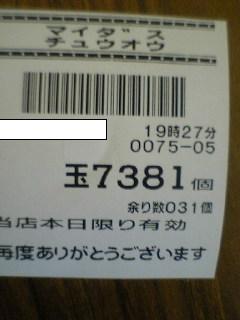 マイダス
チュウオウ
19時27分
0075-05
玉7381個
余り数031個
当店本日限り有効
毎度ありがとうございます